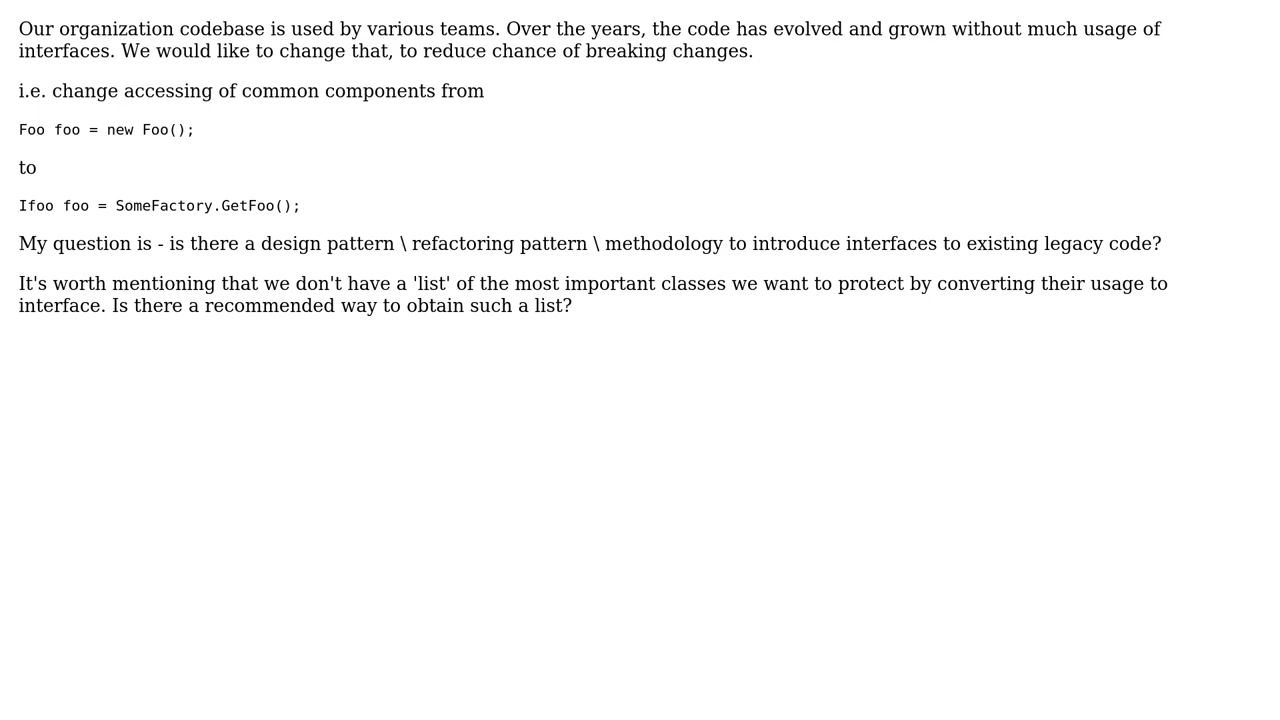 Our organization codebase is used by various teams. Over the years, the code has evolved and grown without much usage of
interfaces. We would like to change that, to reduce chance of breaking changes.
i.e. change accessing of common components from
Foo foo = new Foo();
to
Ifoo foo = SomeFactory.GetFoo();
My question is - is there a design pattern \ refactoring pattern \ methodology to introduce interfaces to existing legacy code?
It's worth mentioning that we don't have a 'list' of the most important classes we want to protect by converting their usage to
interface. Is there a recommended way to obtain such a list?